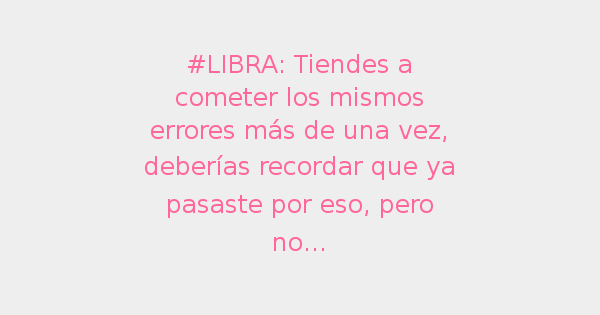 #LIBRA: Tiendes a
cometer los mismos
errores más de una vez,
deberías recordar que ya
pasaste por eso, pero
no...